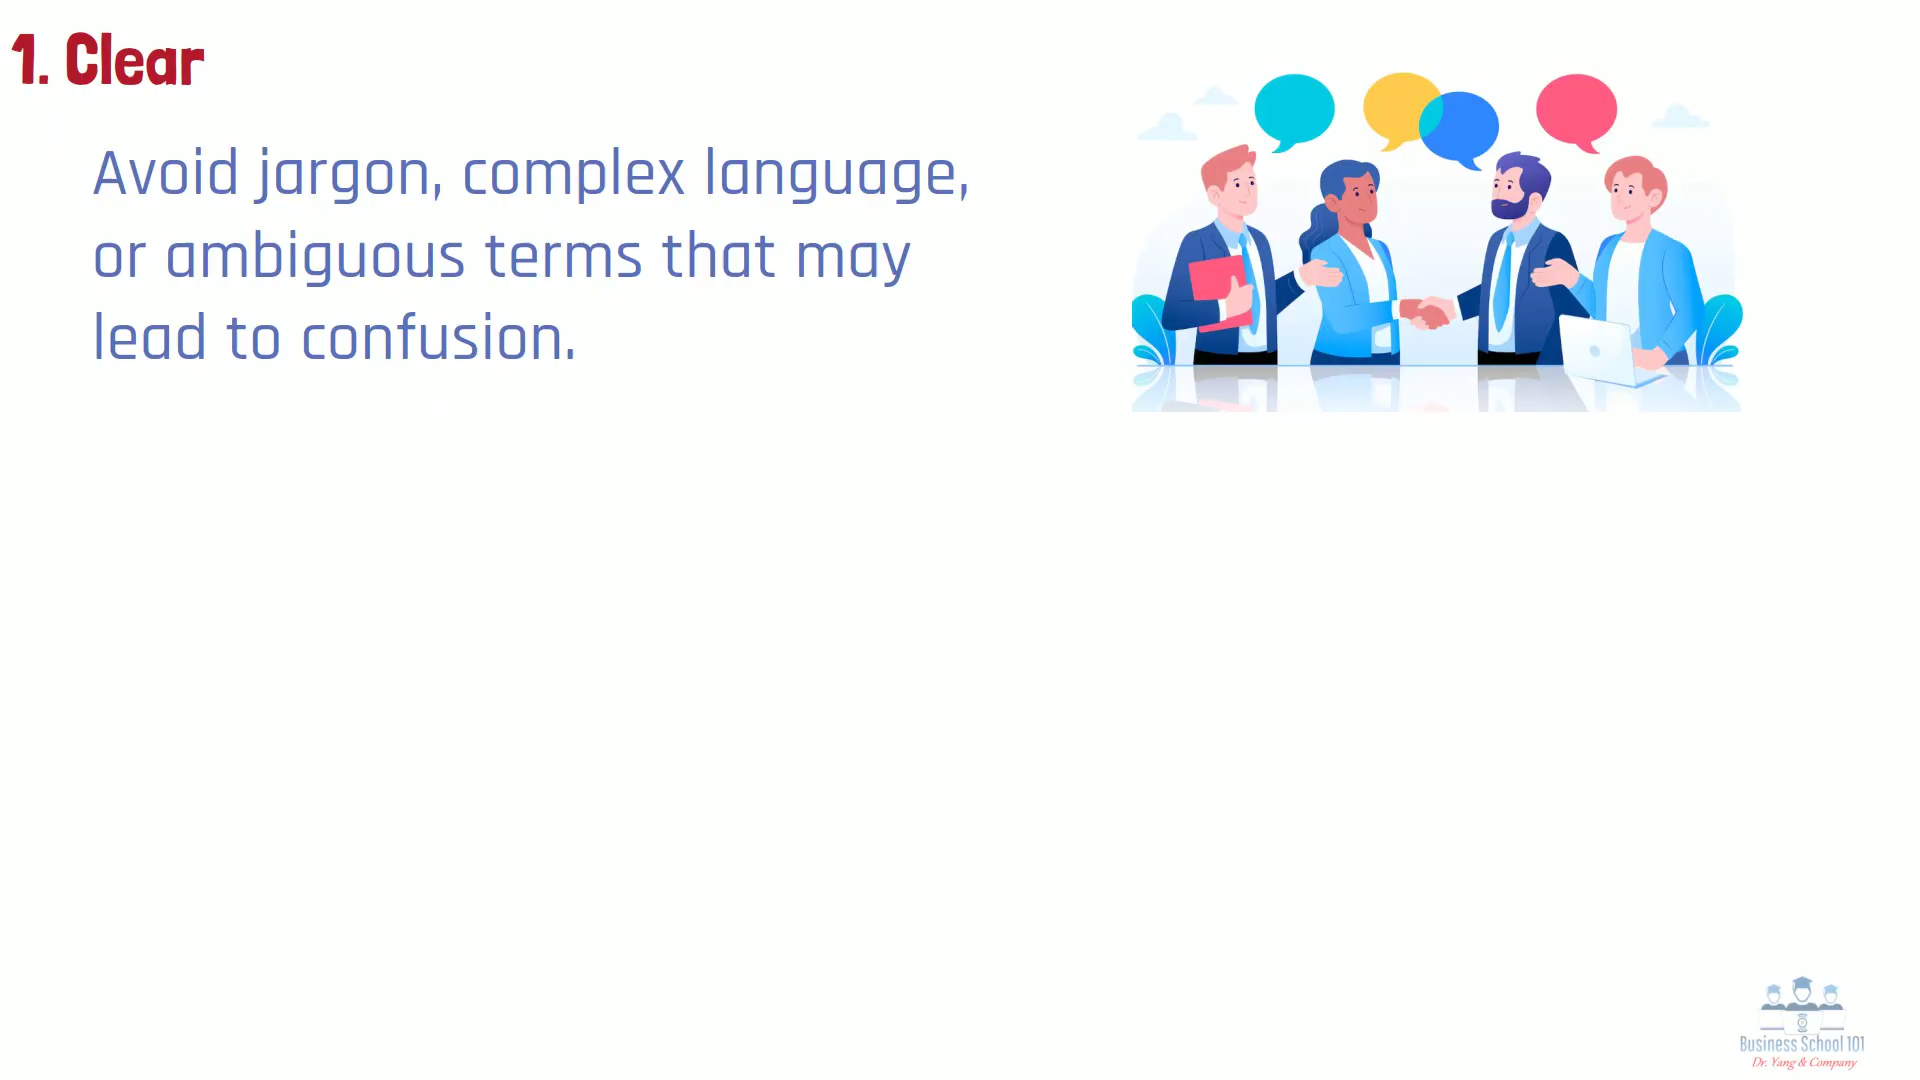 1. Clear
Avoid jargon, complex language,
or ambiguous terms that may
lead to confusion.
Business School 101
Dr. Yang & Company